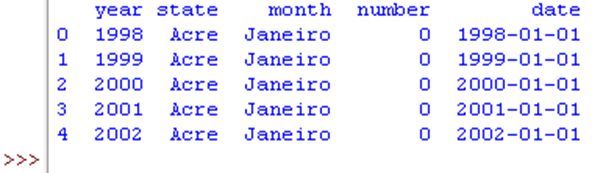 year state month number date
0 1998 Acre Janeiro 0 1998-01-01
1 1999 Acre Janeiro 0 1999-01-01
2 2000 Acre Janeiro 0 2000-01-01
3 2001 Acre Janeiro 0 2001-01-01
4 2002 Acre Janeiro 0 2002-01-01
>>>